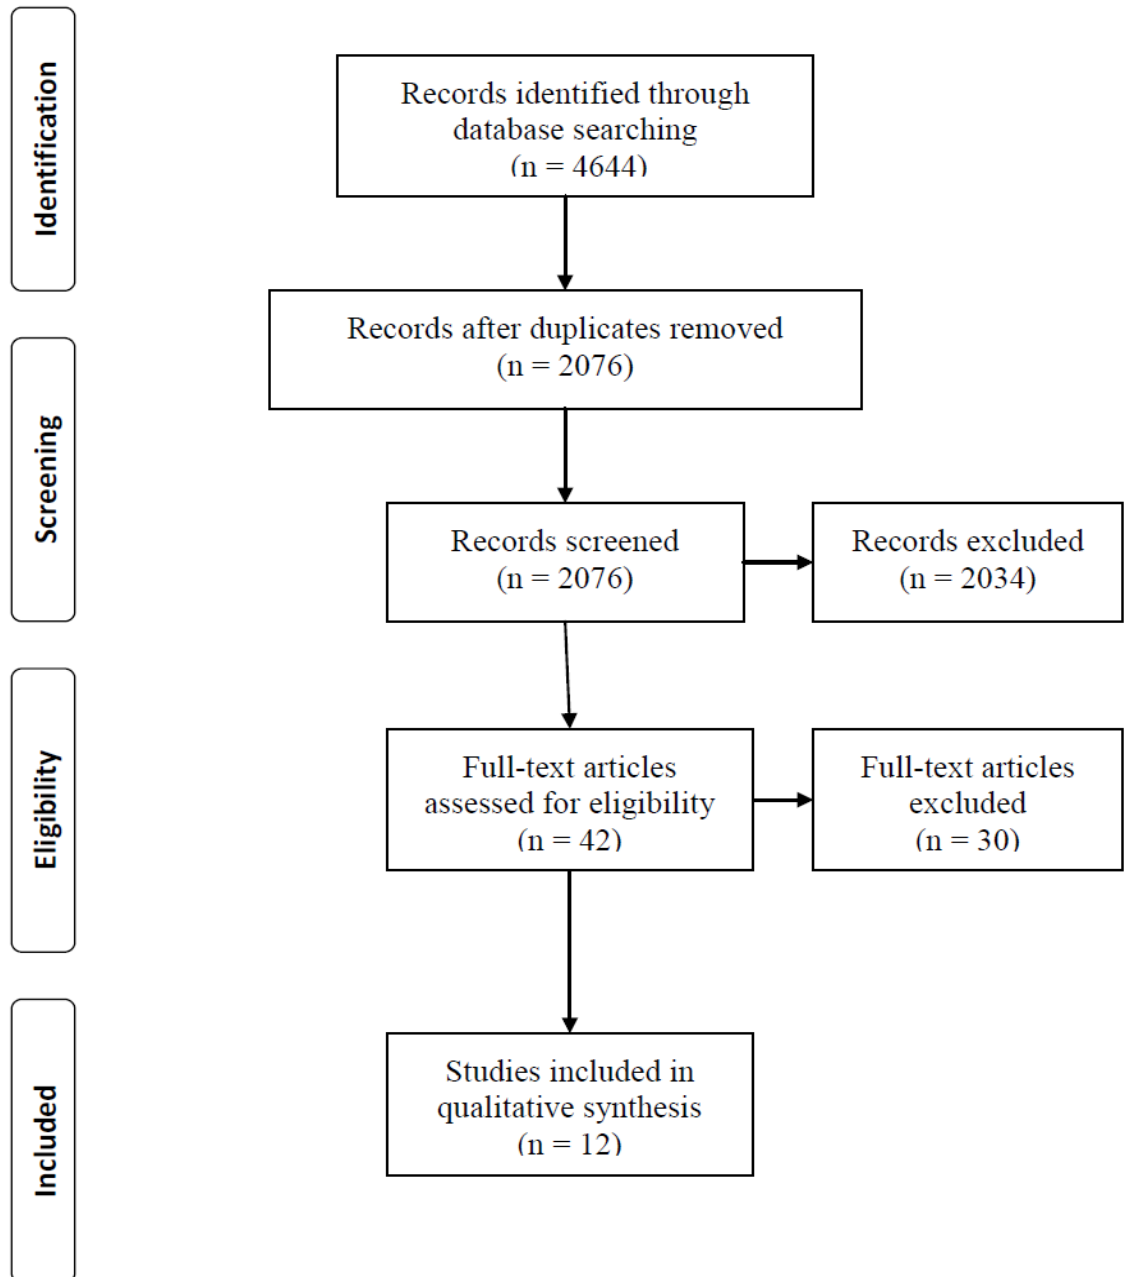 Identification
Records identified through
database searching
(n = 4644)
Records after duplicates removed
(n = 2076)
Screening
Records screened
(n = 2076)
Records excluded
(n = 2034)
Eligibility
Full-text articles
assessed for eligibility
(n = 42)
Full-text articles
excluded
(n = 30)
Included
Studies included in
qualitative synthesis
(n = 12)